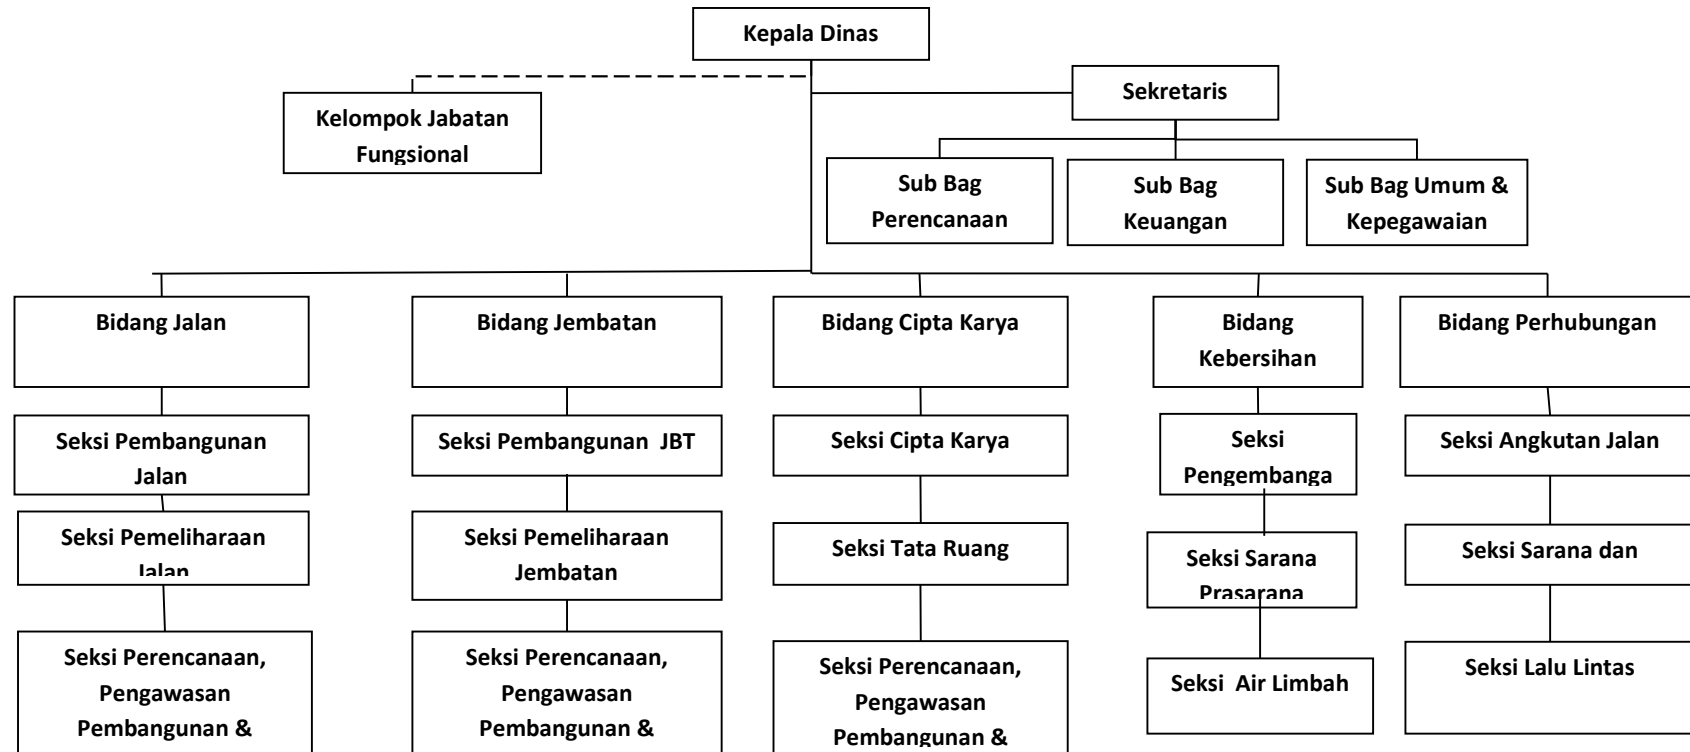 Kepala Dinas
Sekretaris
Kelompok Jabatan
Fungsional
Sub Bag
Perencanaan
Sub Bag
Keuangan
Sub Bag Umum &
Kepegawaian
Bidang Jalan
Bidang Jembatan
Bidang Cipta Karya
Bidang
Kebersihan
Bidang Perhubungan
Seksi Pembangunan
Jalan
Seksi Pembangunan JBT
Seksi Cipta Karya
Seksi
Pengembanga
Seksi Angkutan Jalan
Seksi Pemeliharaan
Jalan
Seksi Pemeliharaan
Jembatan
Seksi Tata Ruang
Seksi Sarana
Prasarana
Seksi Sarana dan
Seksi Perencanaan,
Pengawasan
Pembangunan &
Seksi Perencanaan,
Pengawasan
Pembangunan &
Seksi Perencanaan,
Pengawasan
Pembangunan &
Seksi Air Limbah
Seksi Lalu Lintas